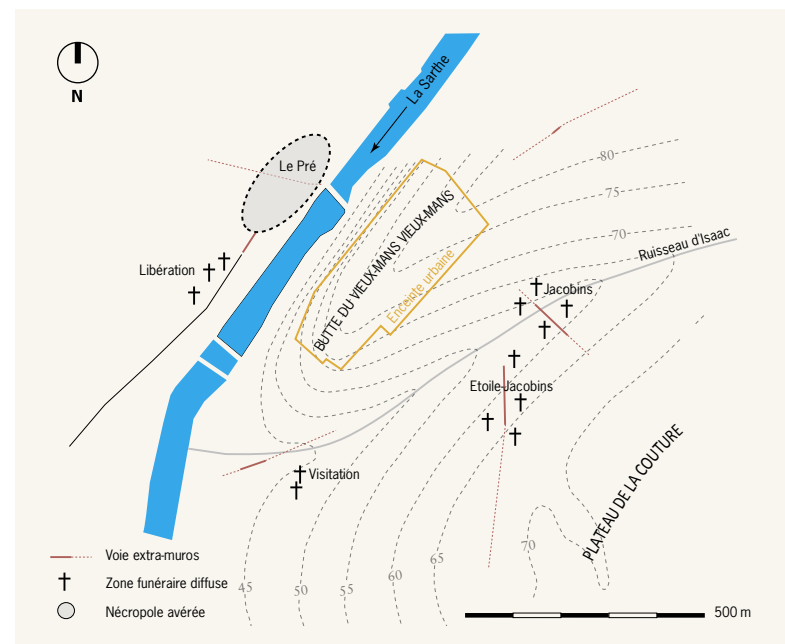 N
La Sarthe
Le Pré
80
75
BUTTE DU VIEUX-MANS VIEUX-MANS
70
Ruisseau d'Isaac
Enceinte urbaine
Libération
Jacobins
Etoile-Jacobins
Visitation
PLATEAU DE LA COUTURE
45
50
55
60
65
70
Voie extra-muros
Zone funéraire diffuse
Nécropole avérée
500 m